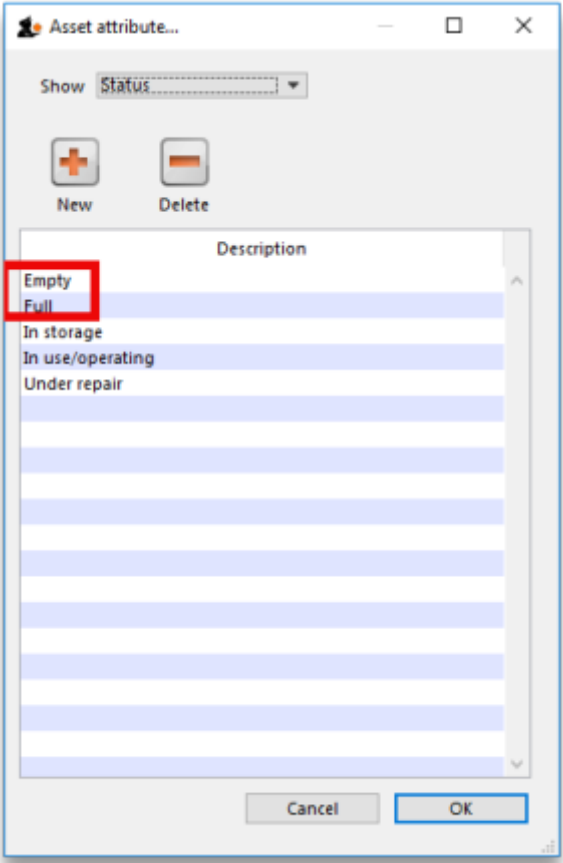 Asset attribute...
Show Status
New Delete
Description
Empty
Full
In storage
In use/operating
Under repair
Cancel OK